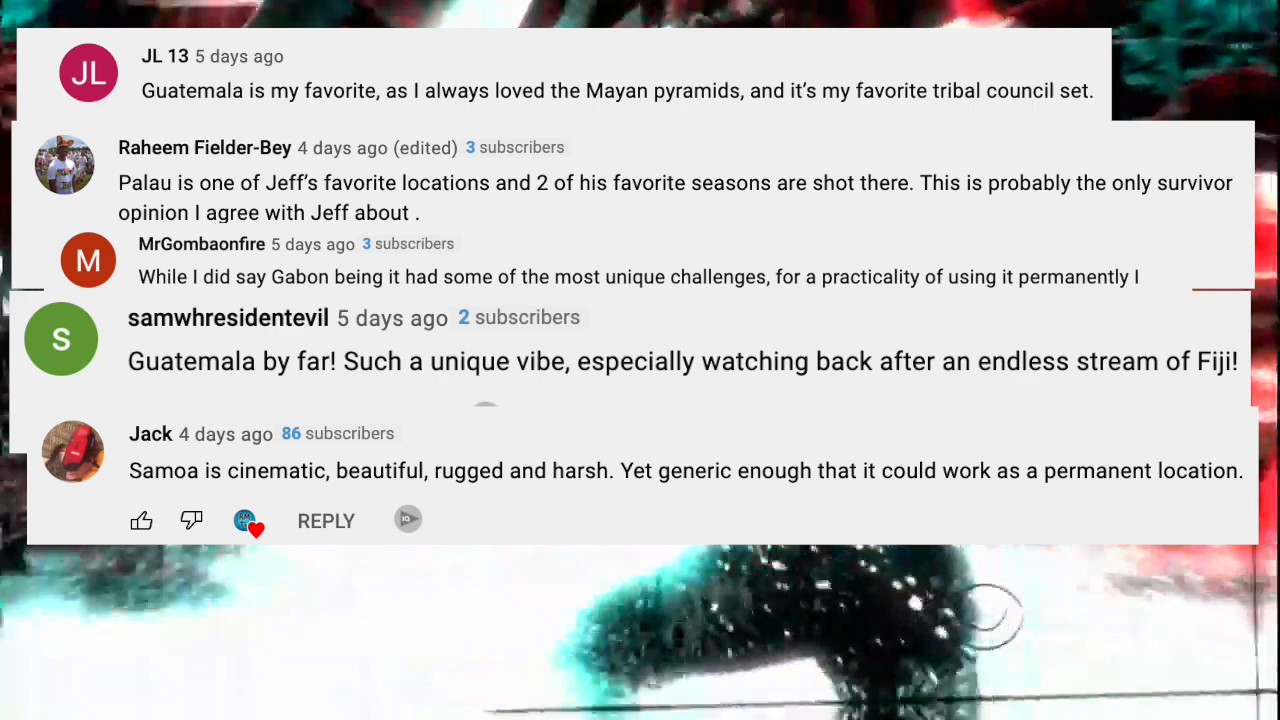 JL
JL 13 5 days ago
Guatemala is my favorite, as I always loved the Mayan pyramids, and it’s my favorite tribal council set.
Raheem Fielder-Bey 4 days ago (edited) 3 subscribers
Palau is one of Jeff’s favorite locations and 2 of his favorite seasons are shot there. This is probably the only survivor
opinion I agree with Jeff about .
M
MrGombaonfire 5 days ago 3 subscribers
While I did say Gabon being it had some of the most unique challenges, for a practicality of using it permanently I
S
samwhresidentevil 5 days ago 2 subscribers
Guatemala by far! Such a unique vibe, especially watching back after an endless stream of Fiji!
Jack 4 days ago 86 subscribers
Samoa is cinematic, beautiful, rugged and harsh. Yet generic enough that it could work as a permanent location.
RM REPLY IQ